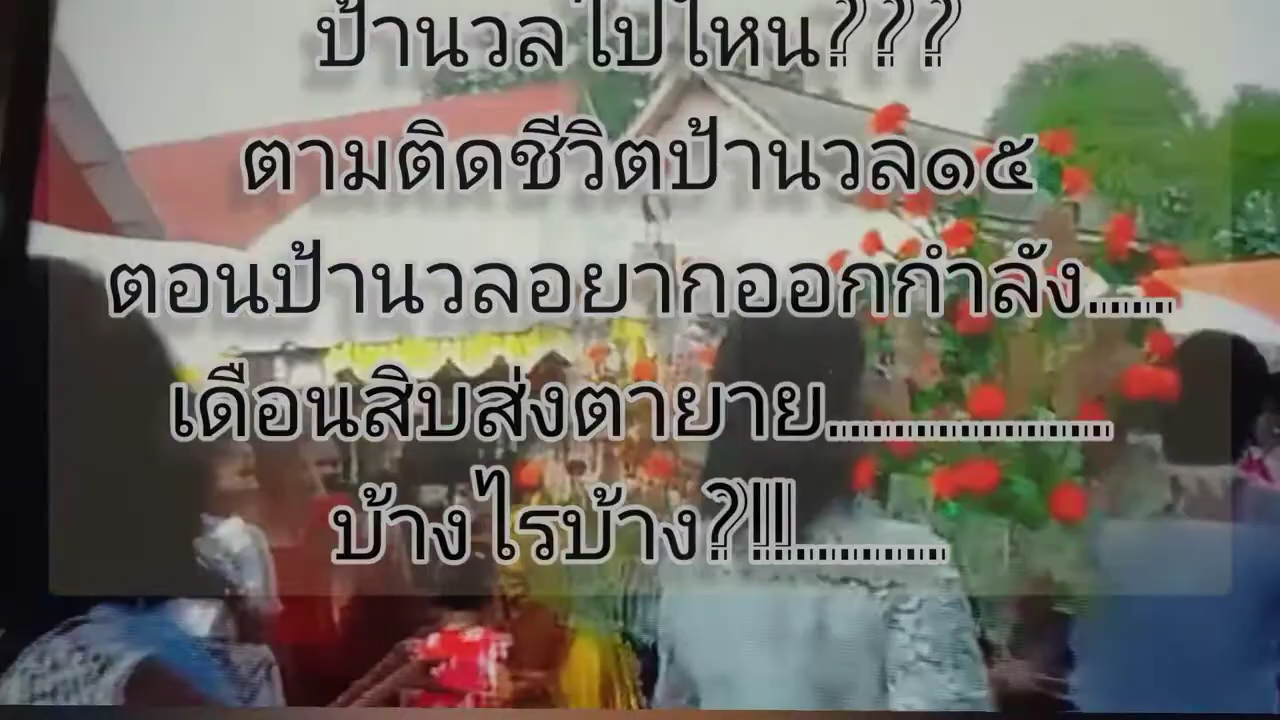 ป้านวลไปไหน???
ตามติดชีวิตป้านวล๑๕
ตอนป้านวลอยากออกกำลัง.......
เดือนสิบส่งตายาย........................
บ้างไรบ้าง?!!!.............